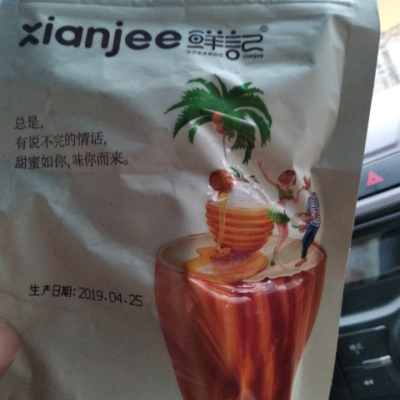 xianjee 鲜記®
总是,
有说不完的情话,
甜蜜如你,味你而来。
生产日期:2019.04.25